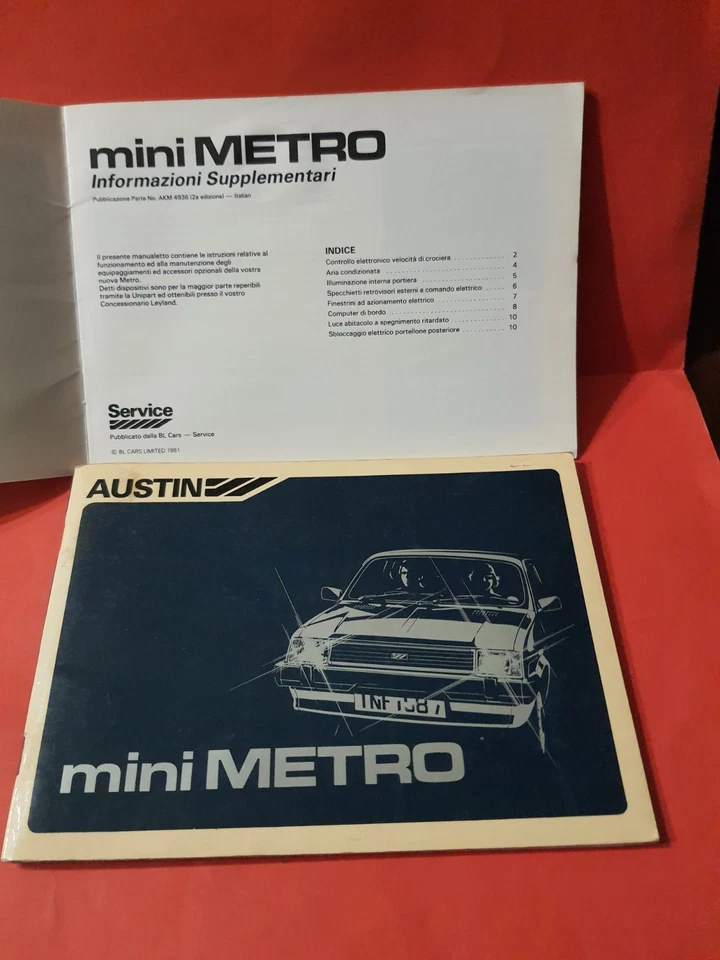 mini METRO
Informazioni Supplementari
Pubblicazione Parte No. AKM 4936 (2a edizione) — Italian
Il presente manualetto contiene le istruzioni relative al
funzionamento ed alla manutenzione degli
equipaggiamenti ed accessori opzionali della vostra
nuova Metro.
Detti dispositivi sono per la maggior parte reperibili
tramite la Unipart ed ottenibili presso il vostro
Concessionario Leyland.
INDICE
Controllo elettronico velocità di crociera . . . . . . . . . . . . 2
Aria condizionata . . . . . . . . . . . . . . . . . . . . . . . . . . . . 4
Illuminazione interna portiera . . . . . . . . . . . . . . . . . . . . 5
Specchietti retrovisori esterni a comando elettrico . . . . . 6
Finestrini ad azionamento elettrico . . . . . . . . . . . . . . . . 7
Computer di bordo . . . . . . . . . . . . . . . . . . . . . . . . . . . 8
Luce abitacolo a spegnimento ritardato . . . . . . . . . . . . . 10
Sbloccaggio elettrico portellone posteriore . . . . . . . . . . 10
Service
Pubblicato dalla BL Cars — Service
© BL CARS LIMITED 1981
AUSTIN
mini METRO